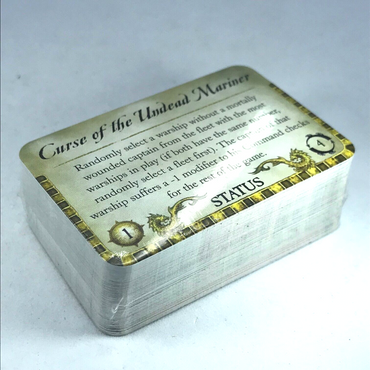 Curse of the Undead Mariner
Randomly select a warship without a mortally
wounded captain from the fleet with the most
warships in play (if both have the same number,
randomly select a fleet first). The captain of that
warship suffers a -1 modifier to his Command checks
for the rest of the game.
1
STATUS
4